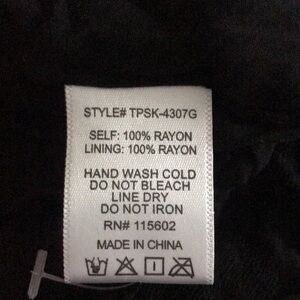 STYLE# TPSK-4307G
SELF: 100% RAYON
LINING: 100% RAYON
HAND WASH COLD
DO NOT BLEACH
LINE DRY
DO NOT IRON
RN# 115602
MADE IN CHINA